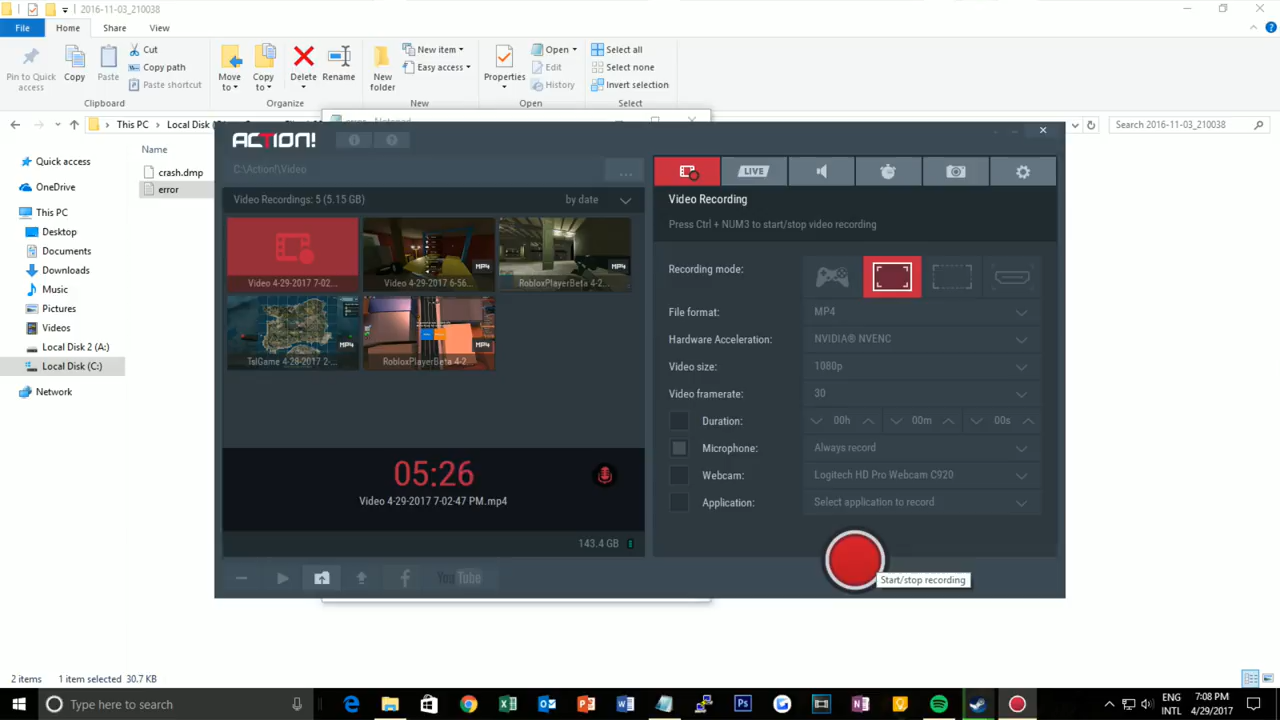 2016-11-03_210038
File
Home
Share
View
Pin to Quick access
Copy
Paste
Cut
Copy path
Paste shortcut
Clipboard
Move to
Copy to
Delete
Rename
Organize
New folder
New item
Easy access
New
Properties
Open
Edit
History
Open
Select all
Select none
Invert selection
Select
This PC
Local Disk (
Search 2016-11-03_210038
Quick access
OneDrive
This PC
Desktop
Documents
Downloads
Music
Pictures
Videos
Local Disk 2 (A:)
Local Disk (C:)
Network
Name
crash.dmp
error
ACTION!
C:\Action!\Video
...
Video Recordings: 5 (5.15 GB)
by date
Video 4-29-2017 7-02...
Video 4-29-2017 6-56...
MP4
RobloxPlayerBeta 4-2...
MP4
TslGame 4-28-2017 2-...
MP4
RobloxPlayerBeta 4-2...
MP4
05:26
Video 4-29-2017 7-02-47 PM.mp4
143.4 GB
YouTube
LIVE
Video Recording
Press Ctrl + NUM3 to start/stop video recording
Recording mode:
File format:
MP4
Hardware Acceleration:
NVIDIA® NVENC
Video size:
1080p
Video framerate:
30
Duration:
00h
00m
00s
Microphone:
Always record
Webcam:
Logitech HD Pro Webcam C920
Application:
Select application to record
Start/stop recording
2 items
1 item selected 30.7 KB
Type here to search
ENG
INTL
7:08 PM
4/29/2017